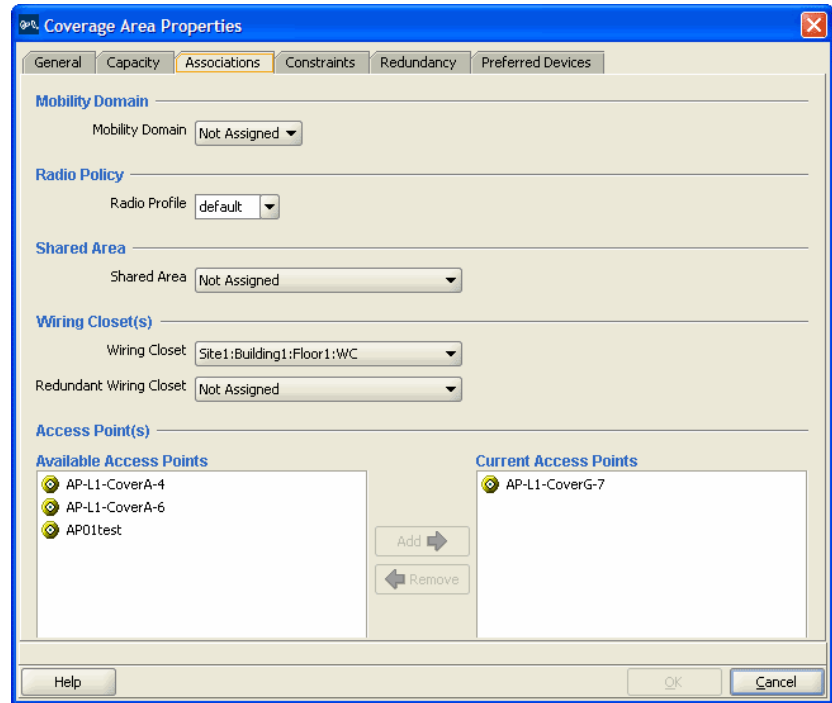 Coverage Area Properties
General Capacity Associations Constraints Redundancy Preferred Devices
Mobility Domain
Mobility Domain Not Assigned
Radio Policy
Radio Profile default
Shared Area
Shared Area Not Assigned
Wiring Closet(s)
Wiring Closet Site1:Building1:Floor1:WC
Redundant Wiring Closet Not Assigned
Access Point(s)
Available Access Points
AP-L1-CoverA-4
AP-L1-CoverA-6
AP01test
Add
Remove
Current Access Points
AP-L1-CoverG-7
Help OK Cancel